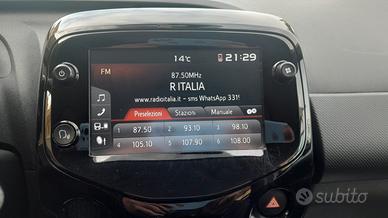 14°C
21:29
FM
87.50MHz
R ITALIA
www.radioitalia.it - sms WhatsApp 331!
Preselezioni Stazioni Manuale
1 87.50 2 93.10 3 98.10
4 105.10 5 107.90 6 108.00
subito